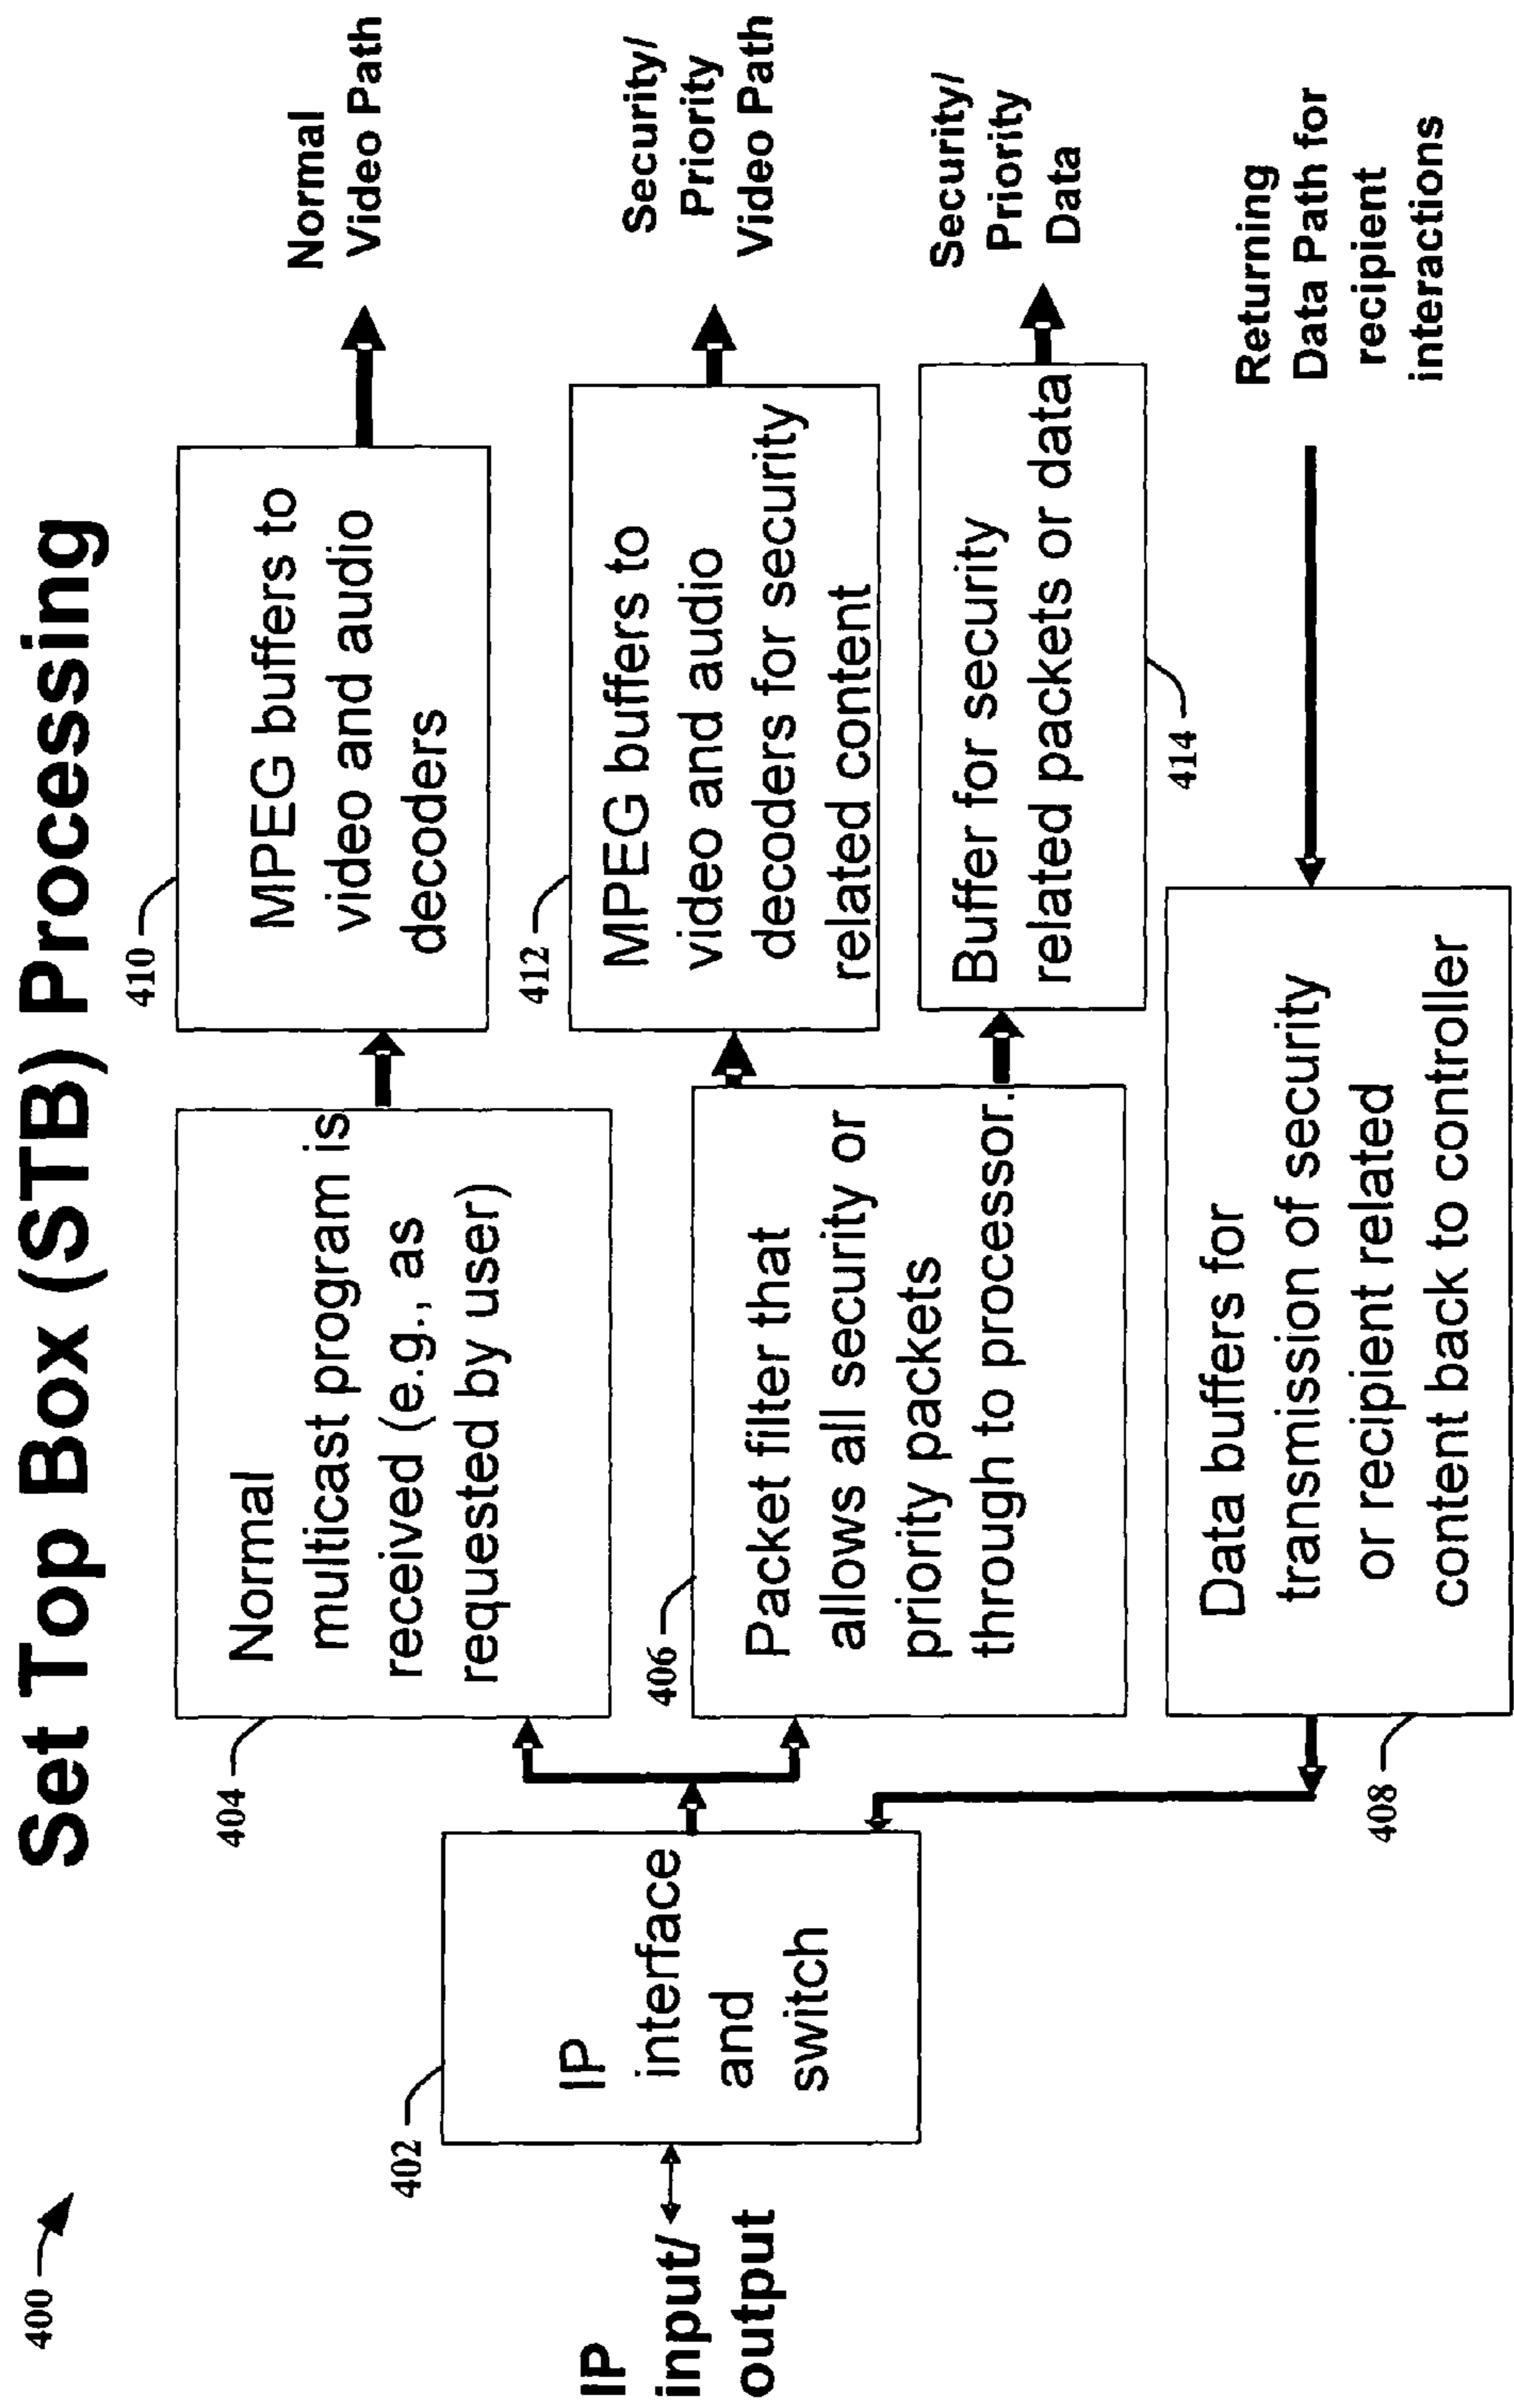 400
Set Top Box (STB) Processing
IP
input/
output
402
IP
interface
and
switch
404
Normal
multicast program is
received (e.g., as
requested by user)
406
Packet filter that
allows all security or
priority packets
through to processor.
408
Data buffers for
transmission of security
or recipient related
content back to controller
410
MPEG buffers to
video and audio
decoders
412
MPEG buffers to
video and audio
decoders for security
related content
414
Buffer for security
related packets or data
Normal
Video Path
Security/
Priority
Video Path
Security/
Priority
Data
Returning
Data Path for
recipient
interactions